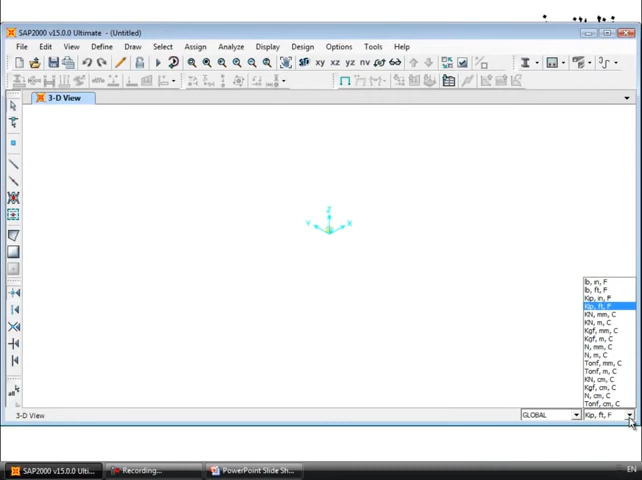 SAP2000 v15.0.0 Ultimate - (Untitled)
File Edit View Define Draw Select Assign Analyze Display Design Options Tools Help
3D xy xz yz nv
3-D View
Z
Y X
lb, in, F
lb, ft, F
Kip, in, F
Kip, ft, F
KN, mm, C
KN, m, C
Kgf, mm, C
Kgf, m, C
N, mm, C
N, m, C
Tonf, mm, C
Tonf, m, C
KN, cm, C
Kgf, cm, C
N, cm, C
Tonf, cm, C
3-D View GLOBAL Kip, ft, F
SAP2000 v15.0.0 Ulti... Recording... PowerPoint Slide Sh... EN